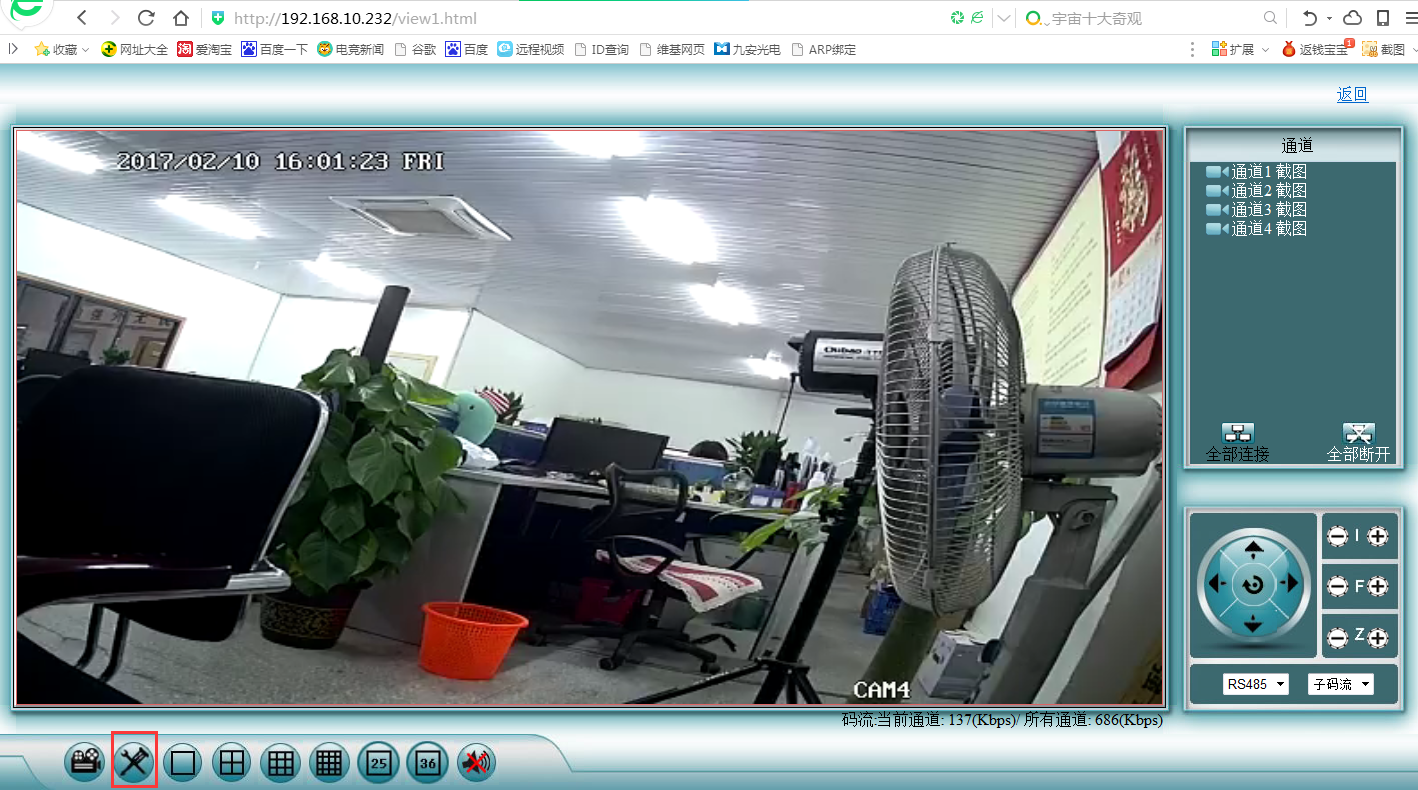 http://192.168.10.232/view1.html
宇宙十大奇观
收藏 网址大全 爱淘宝 百度一下 电竞新闻 谷歌 百度 远程视频 ID查询 维基网页 九安光电 ARP绑定 扩展 返钱宝宝 1 截图
返回
2017/02/10 16:01:23 FRI
通道
通道1 截图
通道2 截图
通道3 截图
通道4 截图
全部连接 全部断开
I
F
Z
RS485 子码流
CAM4
码流:当前通道: 137(Kbps)/ 所有通道: 686(Kbps)
25 36